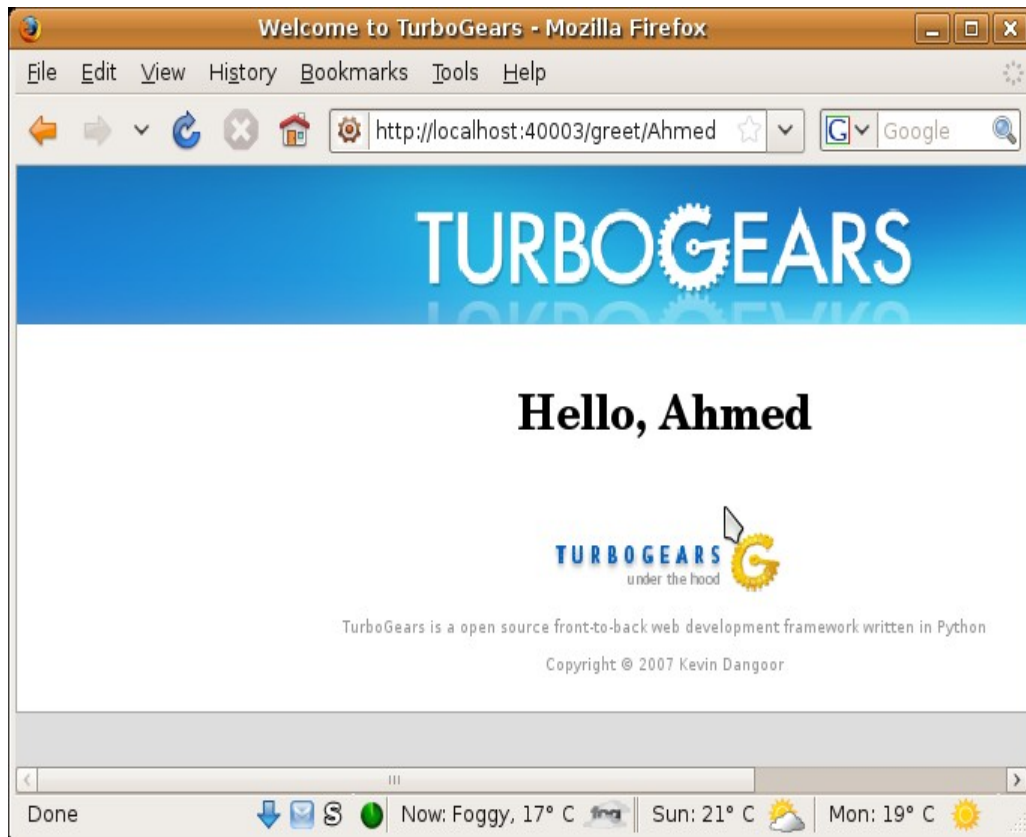 Welcome to TurboGears - Mozilla Firefox
File Edit View History Bookmarks Tools Help
http://localhost:40003/greet/Ahmed G Google
TURBOGEARS
Hello, Ahmed
TURBOGEARS
under the hood
TurboGears is a open source front-to-back web development framework written in Python
Copyright © 2007 Kevin Dangoor
Done S Now: Foggy, 17° C fog Sun: 21° C Mon: 19° C